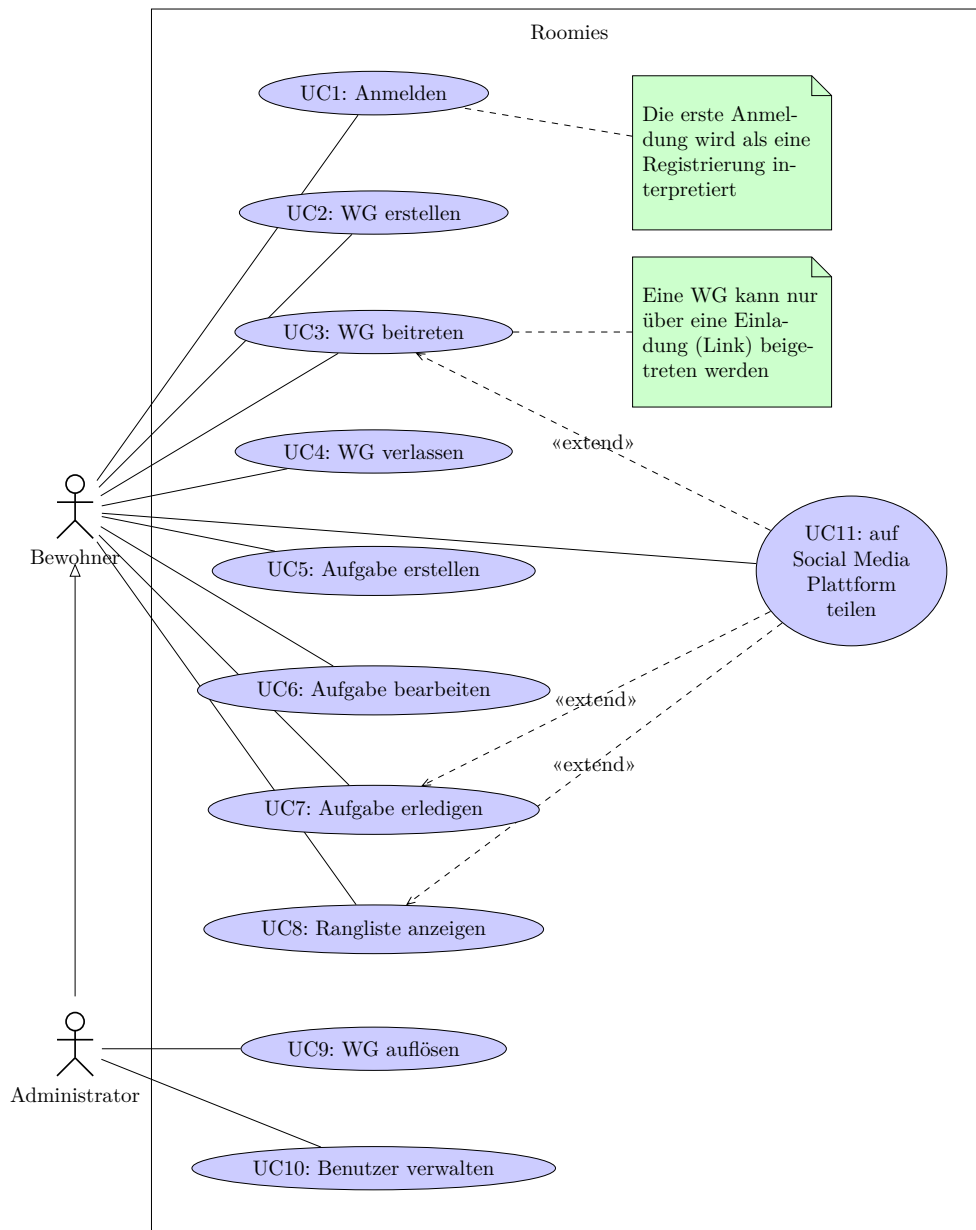 Roomies
UC1: Anmelden
Die erste Anmel-
dung wird als eine
Registrierung in-
terpretiert
UC2: WG erstellen
Eine WG kann nur
über eine Einla-
dung (Link) beige-
treten werden
UC3: WG beitreten
«extend»
UC4: WG verlassen
Bewohner
UC11: auf
Social Media
Plattform
teilen
UC5: Aufgabe erstellen
UC6: Aufgabe bearbeiten
«extend»
«extend»
UC7: Aufgabe erledigen
UC8: Rangliste anzeigen
UC9: WG auflösen
Administrator
UC10: Benutzer verwalten